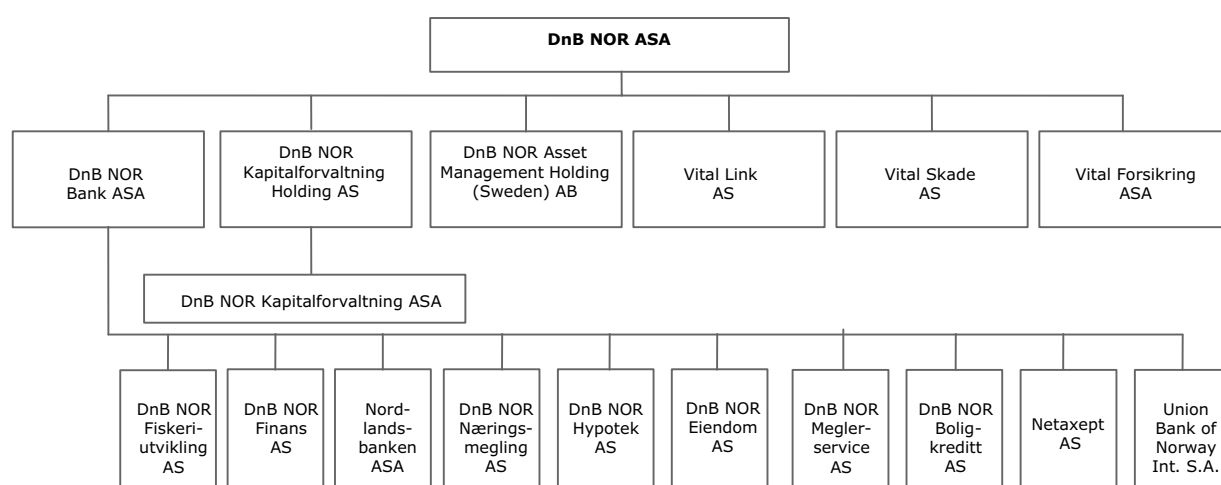 DnB NOR ASA
DnB NOR
Bank ASA
DnB NOR
Kapitalforvaltning
Holding AS
DnB NOR Asset
Management Holding
(Sweden) AB
Vital Link
AS
Vital Skade
AS
Vital Forsikring
ASA
DnB NOR Kapitalforvaltning ASA
DnB NOR
Fiskeri-
utvikling
AS
DnB NOR
Finans
AS
Nord-
landsbanken
ASA
DnB NOR
Nærings-
megling
AS
DnB NOR
Hypotek
AS
DnB NOR
Eiendom
AS
DnB NOR
Megler-
service
AS
DnB NOR
Bolig-
kreditt
AS
Netaxept
AS
Union
Bank of
Norway
Int. S.A.